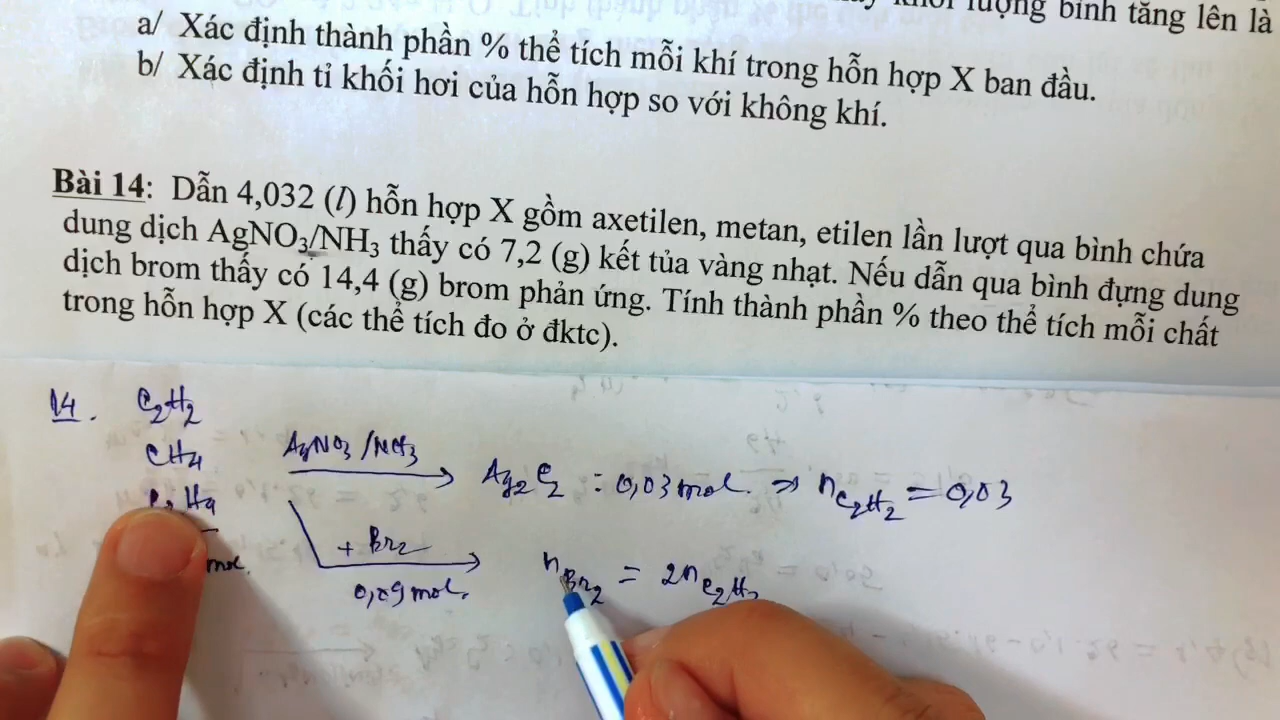 khối lượng bình tăng lên là
a/ Xác định thành phần % thể tích mỗi khí trong hỗn hợp X ban đầu.
b/ Xác định tỉ khối hơi của hỗn hợp so với không khí.
Bài 14: Dẫn 4,032 (l) hỗn hợp X gồm axetilen, metan, etilen lần lượt qua bình chứa
dung dịch AgNO₃/NH₃ thấy có 7,2 (g) kết tủa vàng nhạt. Nếu dẫn qua bình đựng dung
dịch brom thấy có 14,4 (g) brom phản ứng. Tính thành phần % theo thể tích mỗi chất
trong hỗn hợp X (các thể tích đo ở đktc).
14. C₂H₂
CH₄
AgNO₃/NH₃
Ag₂C₂ : 0,03 mol. => nC₂H₂ = 0,03
mol.
+ Br₂
0,09 mol.
nBr₂ = 2nC₂H₂